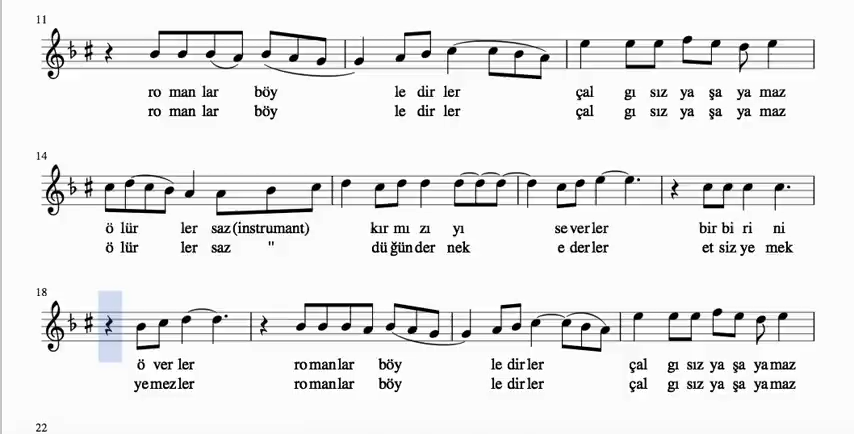 11
ro man lar böy le dir ler çal gı sız ya şa ya maz
ro man lar böy le dir ler çal gı sız ya şa ya maz
14
ö lür ler saz(instrumant) kır mı zı yı se ver ler bir bi ri ni
ö lür ler saz " dü ğün der nek e der ler et siz ye mek
18
ö ver ler ro man lar böy le dir ler çal gı sız ya şa ya maz
ye mez ler ro man lar böy le dir ler çal gı sız ya şa ya maz
22